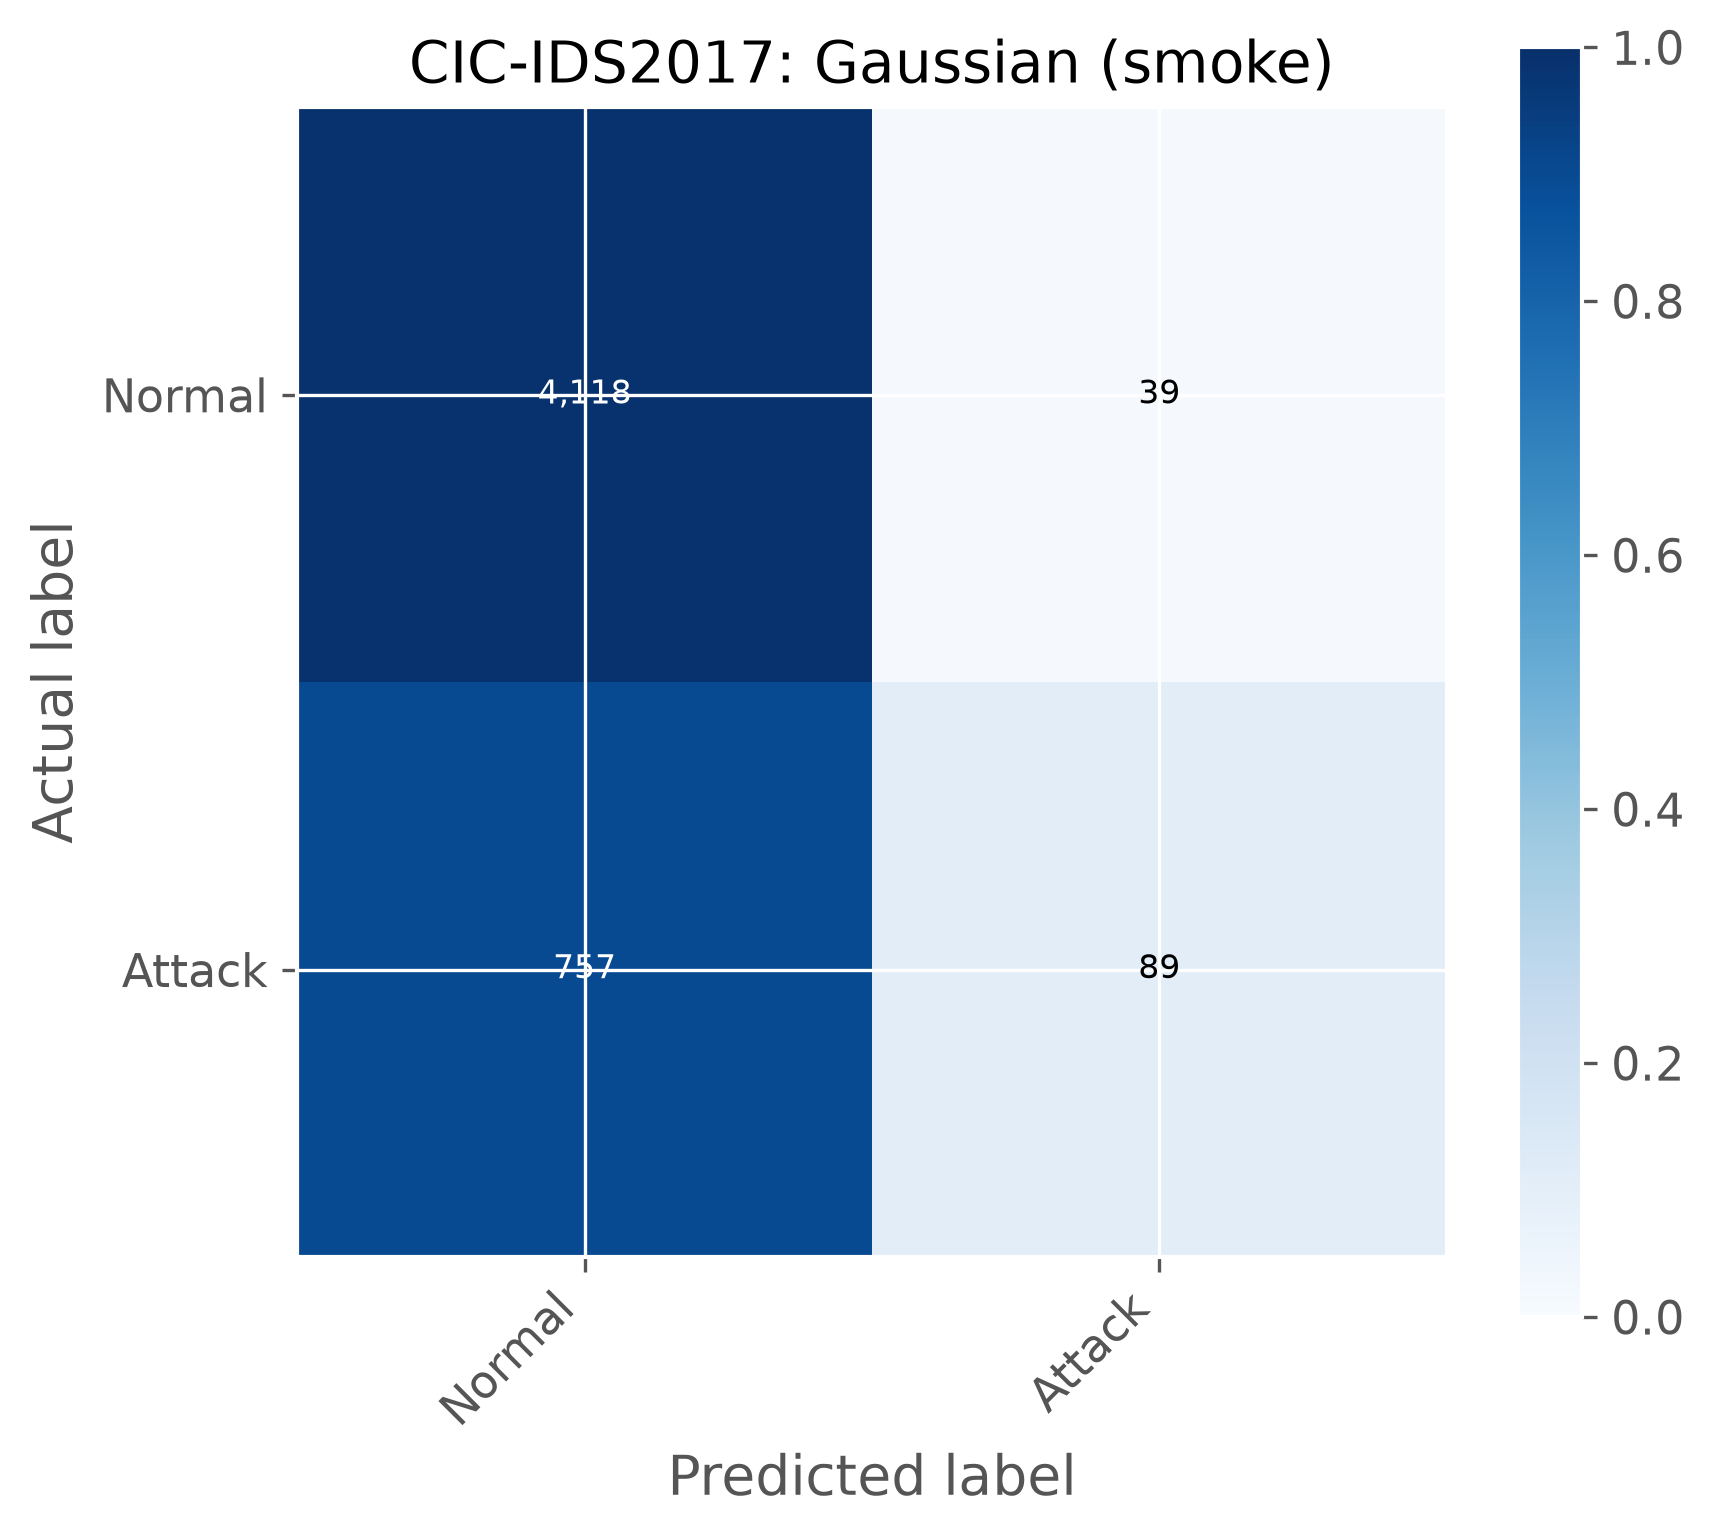 CIC-IDS2017: Gaussian (smoke)
1.0
0.8
0.6
0.4
0.2
0.0
Actual label
Normal
4,118
39
Attack
757
89
Normal
Attack
Predicted label